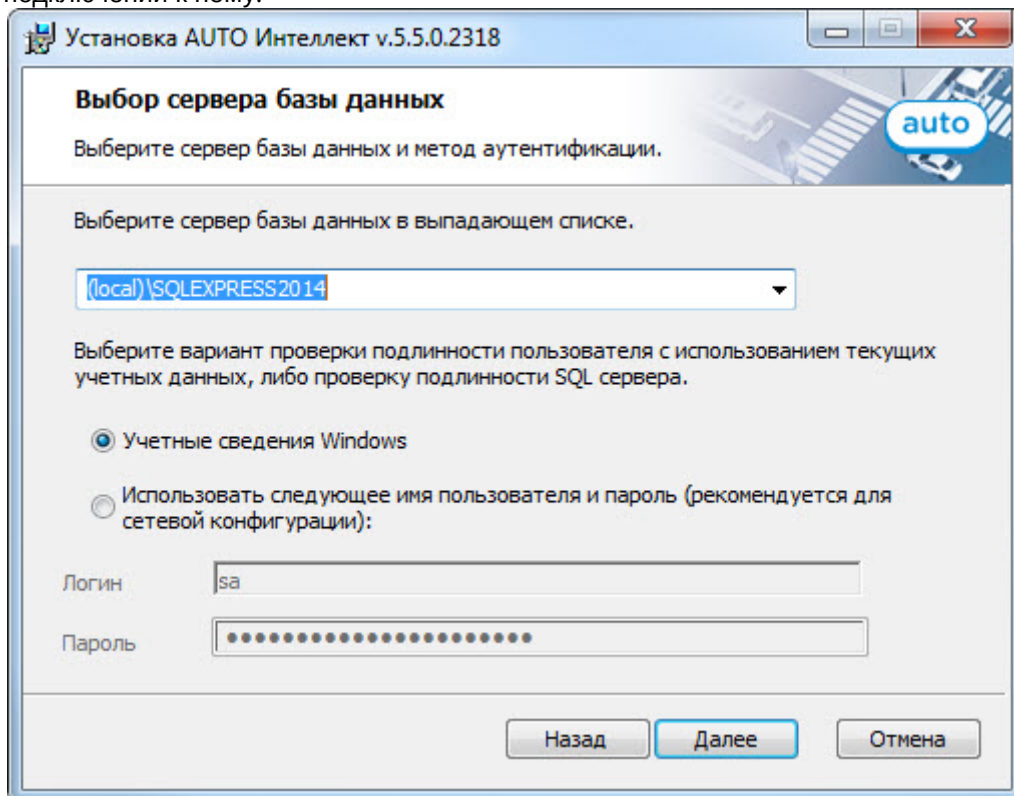 подключении к нему.
Установка AUTO Интеллект v.5.5.0.2318
Выбор сервера базы данных
auto
Выберите сервер базы данных и метод аутентификации.
Выберите сервер базы данных в выпадающем списке.
(local)\SQLEXPRESS2014
Выберите вариант проверки подлинности пользователя с использованием текущих
учетных данных, либо проверку подлинности SQL сервера.
Учетные сведения Windows
Использовать следующее имя пользователя и пароль (рекомендуется для
сетевой конфигурации):
Логин
sa
Пароль
Назад
Далее
Отмена